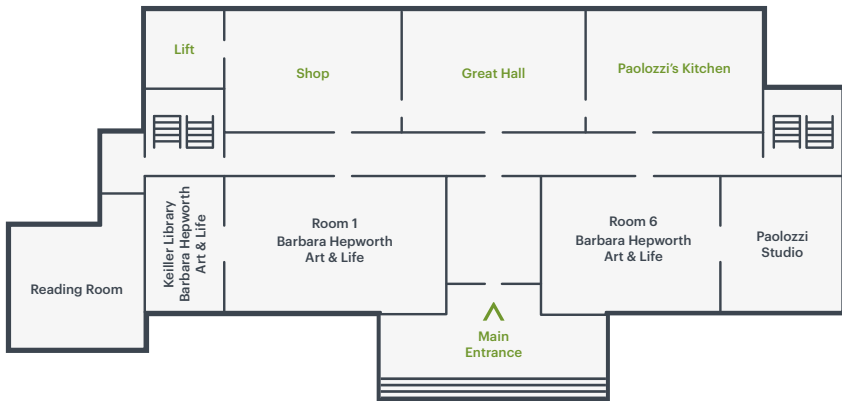 Lift
Shop
Great Hall
Paolozzi's Kitchen
Keiller Library
Barbara Hepworth
Art & Life
Room 1
Barbara Hepworth
Art & Life
Room 6
Barbara Hepworth
Art & Life
Paolozzi
Studio
Reading Room
Main
Entrance